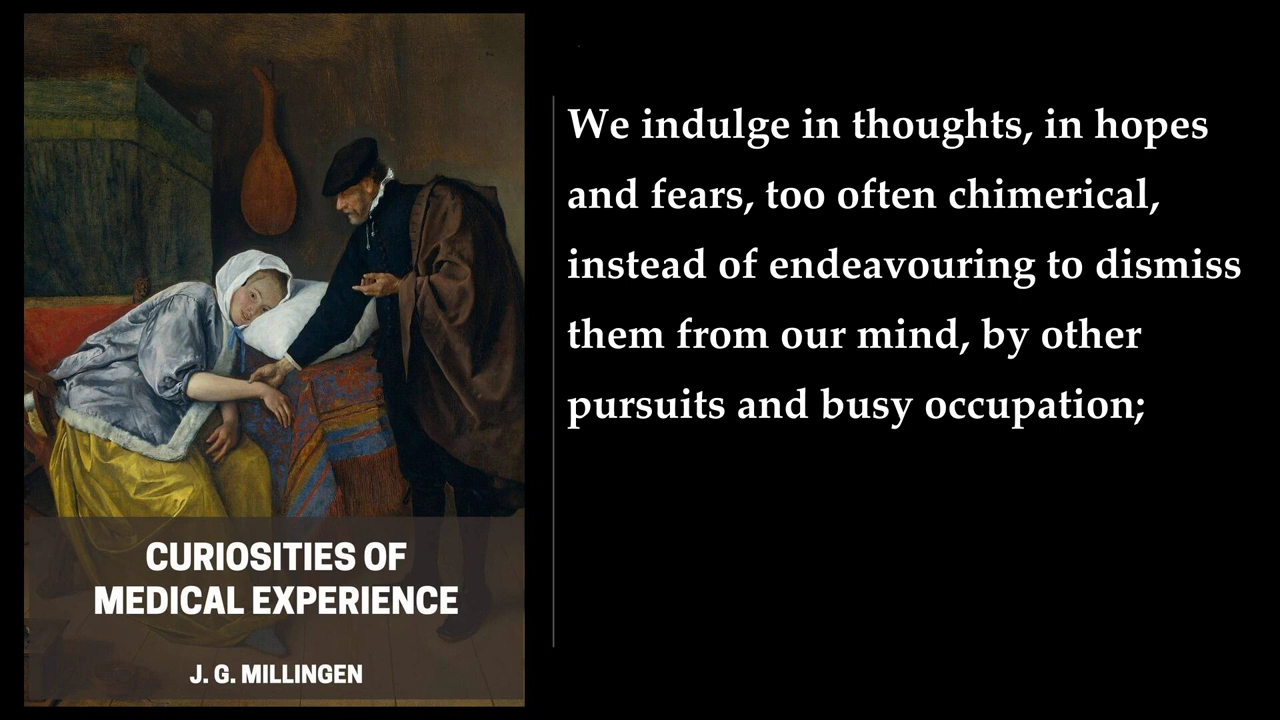 We indulge in thoughts, in hopes
and fears, too often chimerical,
instead of endeavouring to dismiss
them from our mind, by other
pursuits and busy occupation;
CURIOSITIES OF
MEDICAL EXPERIENCE
J. G. MILLINGEN